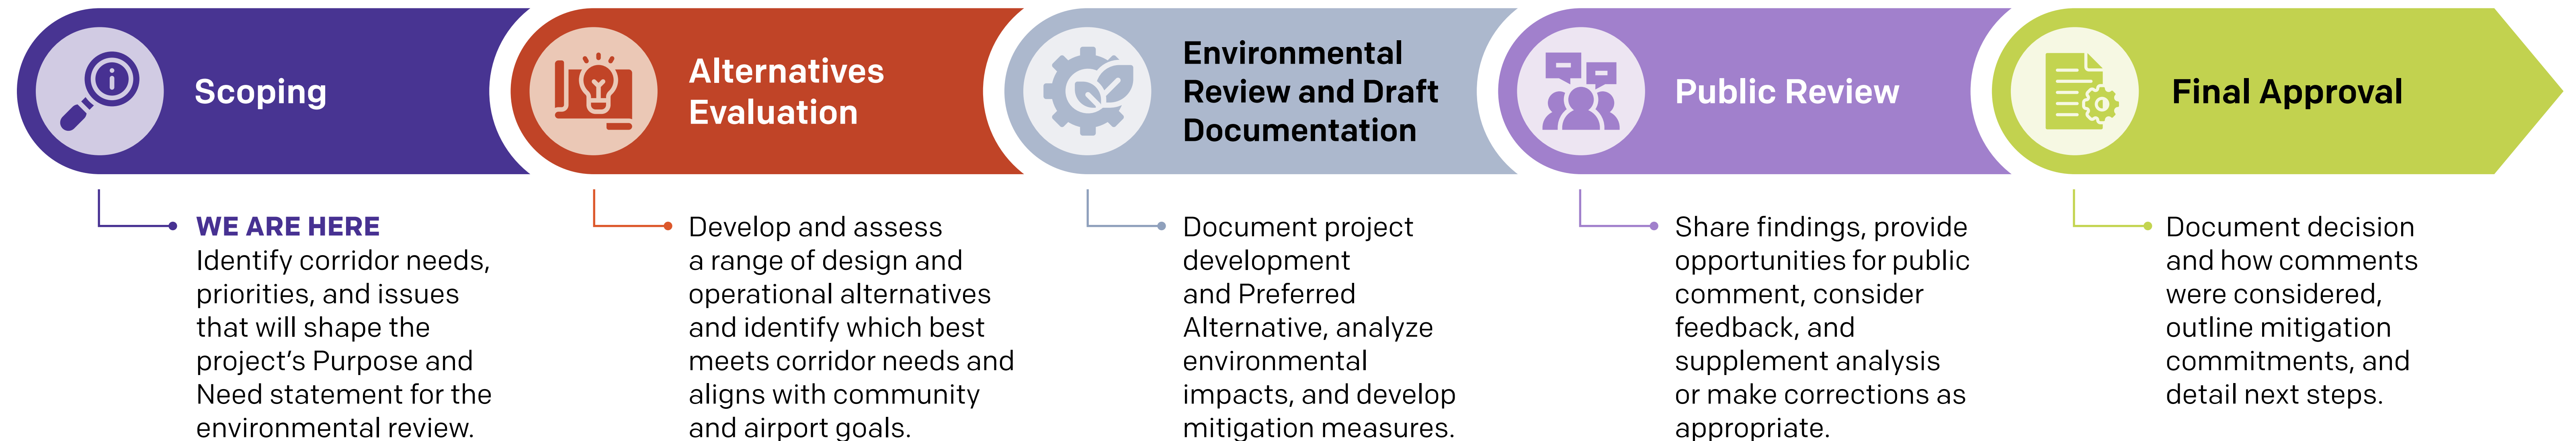 Scoping
WE ARE HERE
Identify corridor needs,
priorities, and issues
that will shape the
project’s Purpose and
Need statement for the
environmental review.
Alternatives
Evaluation
Develop and assess
a range of design and
operational alternatives
and identify which best
meets corridor needs and
aligns with community
and airport goals.
Environmental
Review and Draft
Documentation
Document project
development
and Preferred
Alternative, analyze
environmental
impacts, and develop
mitigation measures.
Public Review
Share findings, provide
opportunities for public
comment, consider
feedback, and
supplement analysis
or make corrections as
appropriate.
Final Approval
Document decision
and how comments
were considered,
outline mitigation
commitments, and
detail next steps.